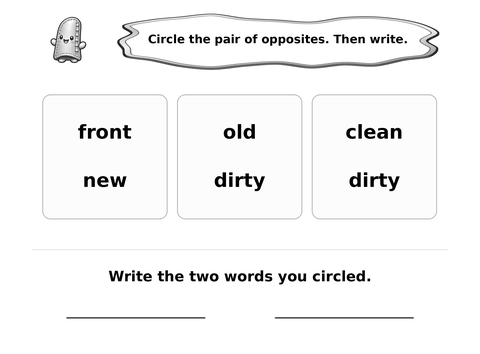 Circle the pair of opposites. Then write.
front
new
old
dirty
clean
dirty
Write the two words you circled.